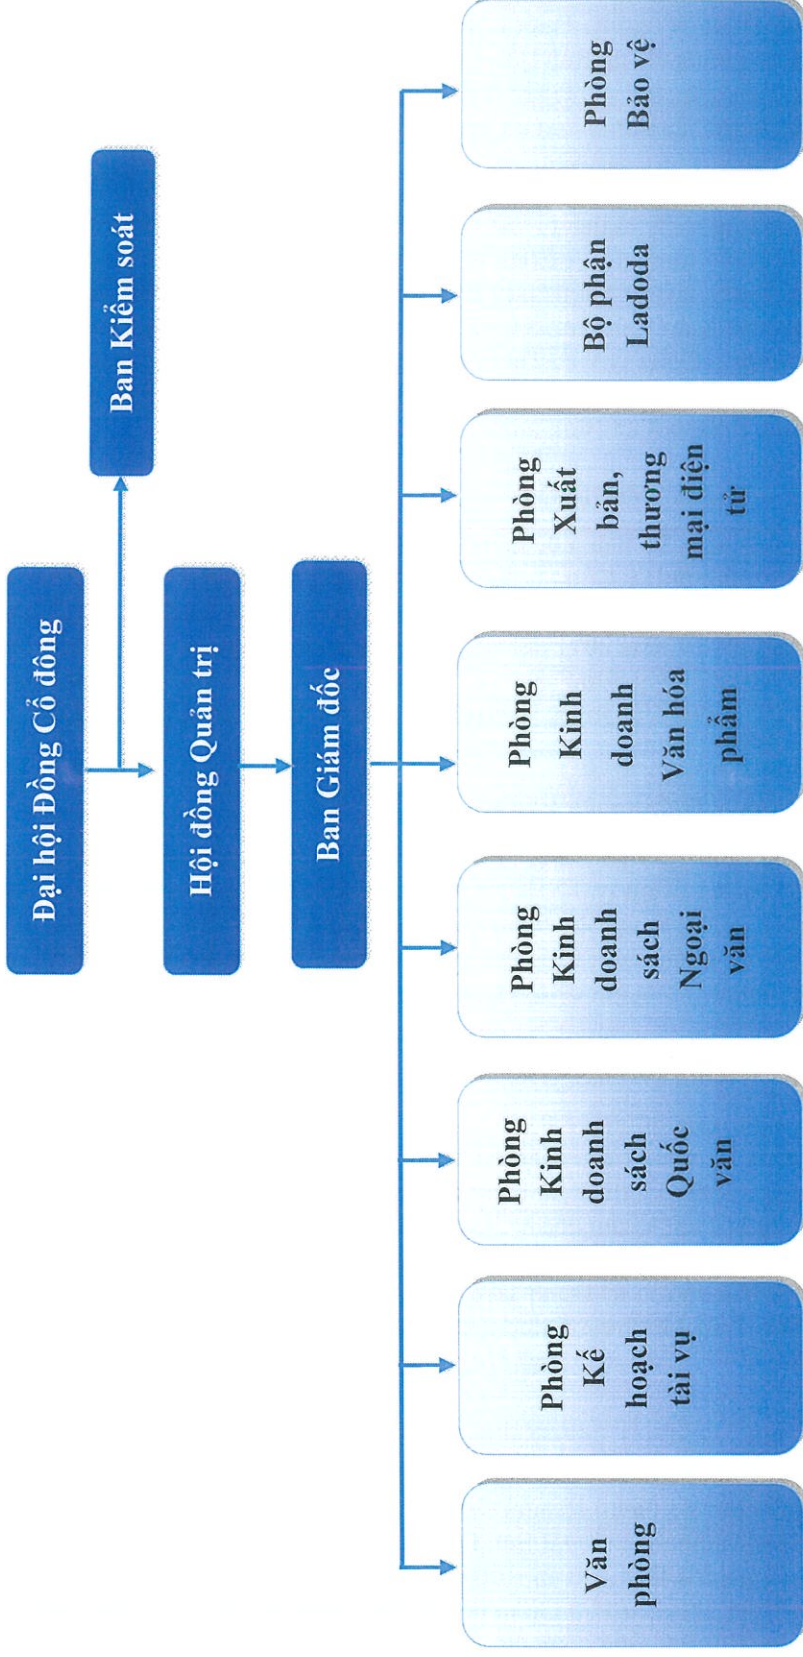 Đại hội Đồng Cổ đông
Ban Kiểm soát
Hội đồng Quản trị
Ban Giám đốc
Văn
phòng
Phòng
Kế
hoạch
tài vụ
Phòng
Kinh
doanh
sách
Quốc
văn
Phòng
Kinh
doanh
sách
Ngoại
văn
Phòng
Kinh
doanh
Văn hóa
phẩm
Phòng
Xuất
bản,
thương
mại điện
tử
Bộ phận
Ladoda
Phòng
Bảo vệ